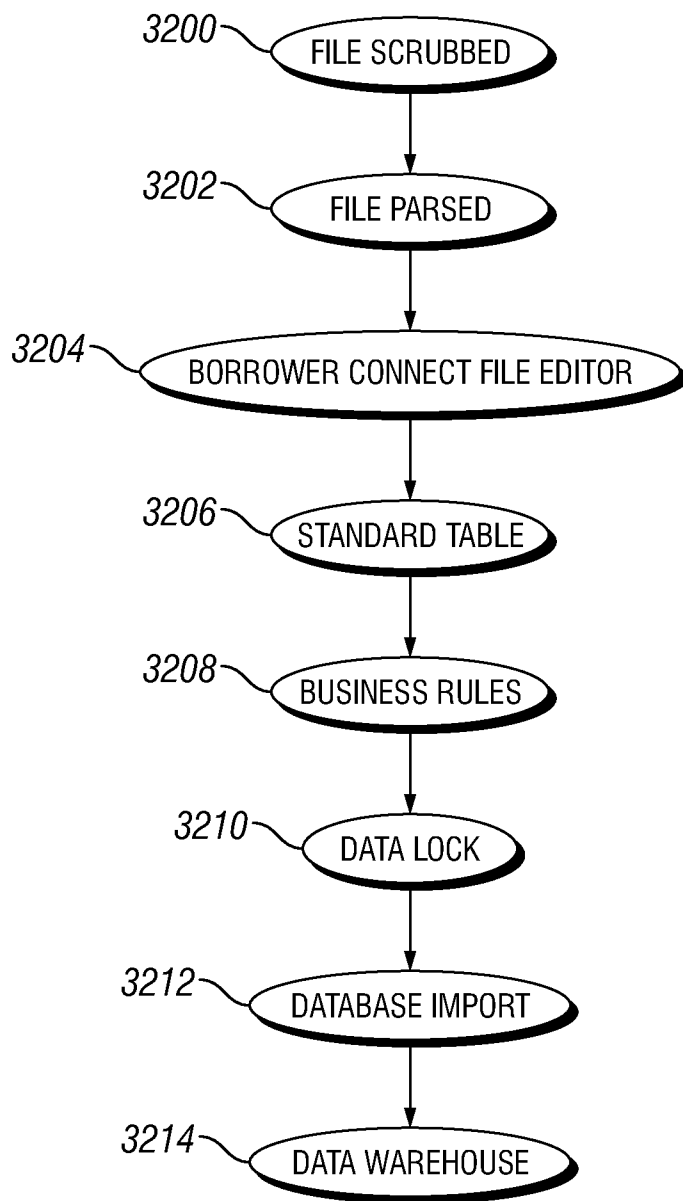 3200
FILE SCRUBBED
3202
FILE PARSED
3204
BORROWER CONNECT FILE EDITOR
3206
STANDARD TABLE
3208
BUSINESS RULES
3210
DATA LOCK
3212
DATABASE IMPORT
3214
DATA WAREHOUSE